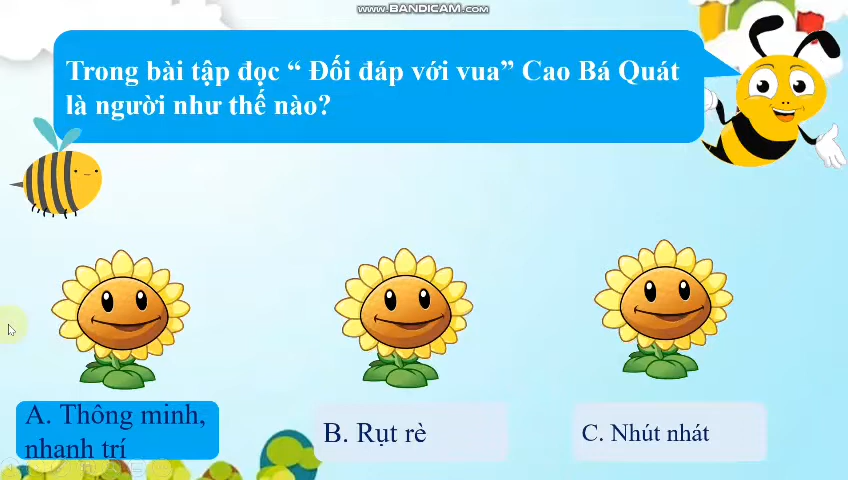 www.BANDICAM.com
Trong bài tập đọc “ Đối đáp với vua” Cao Bá Quát
là người như thế nào?
A. Thông minh,
nhanh trí
B. Rụt rè
C. Nhút nhát